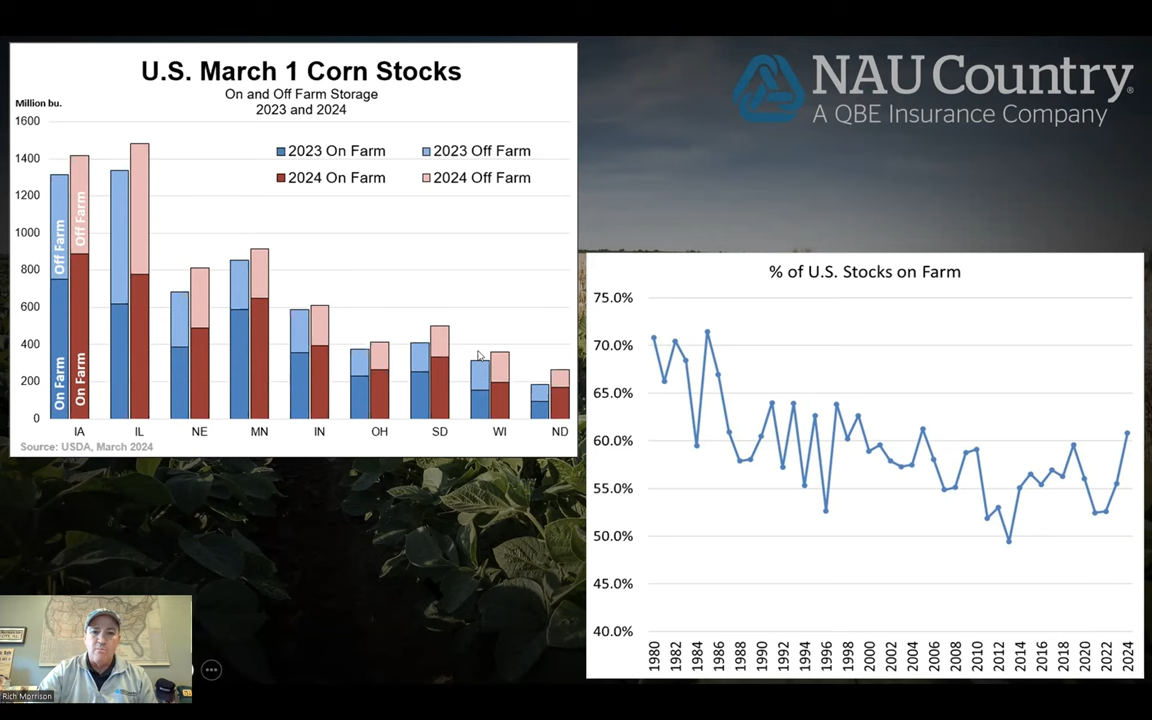 U.S. March 1 Corn Stocks
On and Off Farm Storage
2023 and 2024
Million bu.
1600
1400
1200
1000
800
600
400
200
0
2023 On Farm
2023 Off Farm
2024 On Farm
2024 Off Farm
Off Farm
Off Farm
On Farm
On Farm
IA IL NE MN IN OH SD WI ND
Source: USDA, March 2024
NAU Country®
A QBE Insurance Company
% of U.S. Stocks on Farm
75.0%
70.0%
65.0%
60.0%
55.0%
50.0%
45.0%
40.0%
1980 1982 1984 1986 1988 1990 1992 1994 1996 1998 2000 2002 2004 2006 2008 2010 2012 2014 2016 2018 2020 2022 2024
Rich Morrison